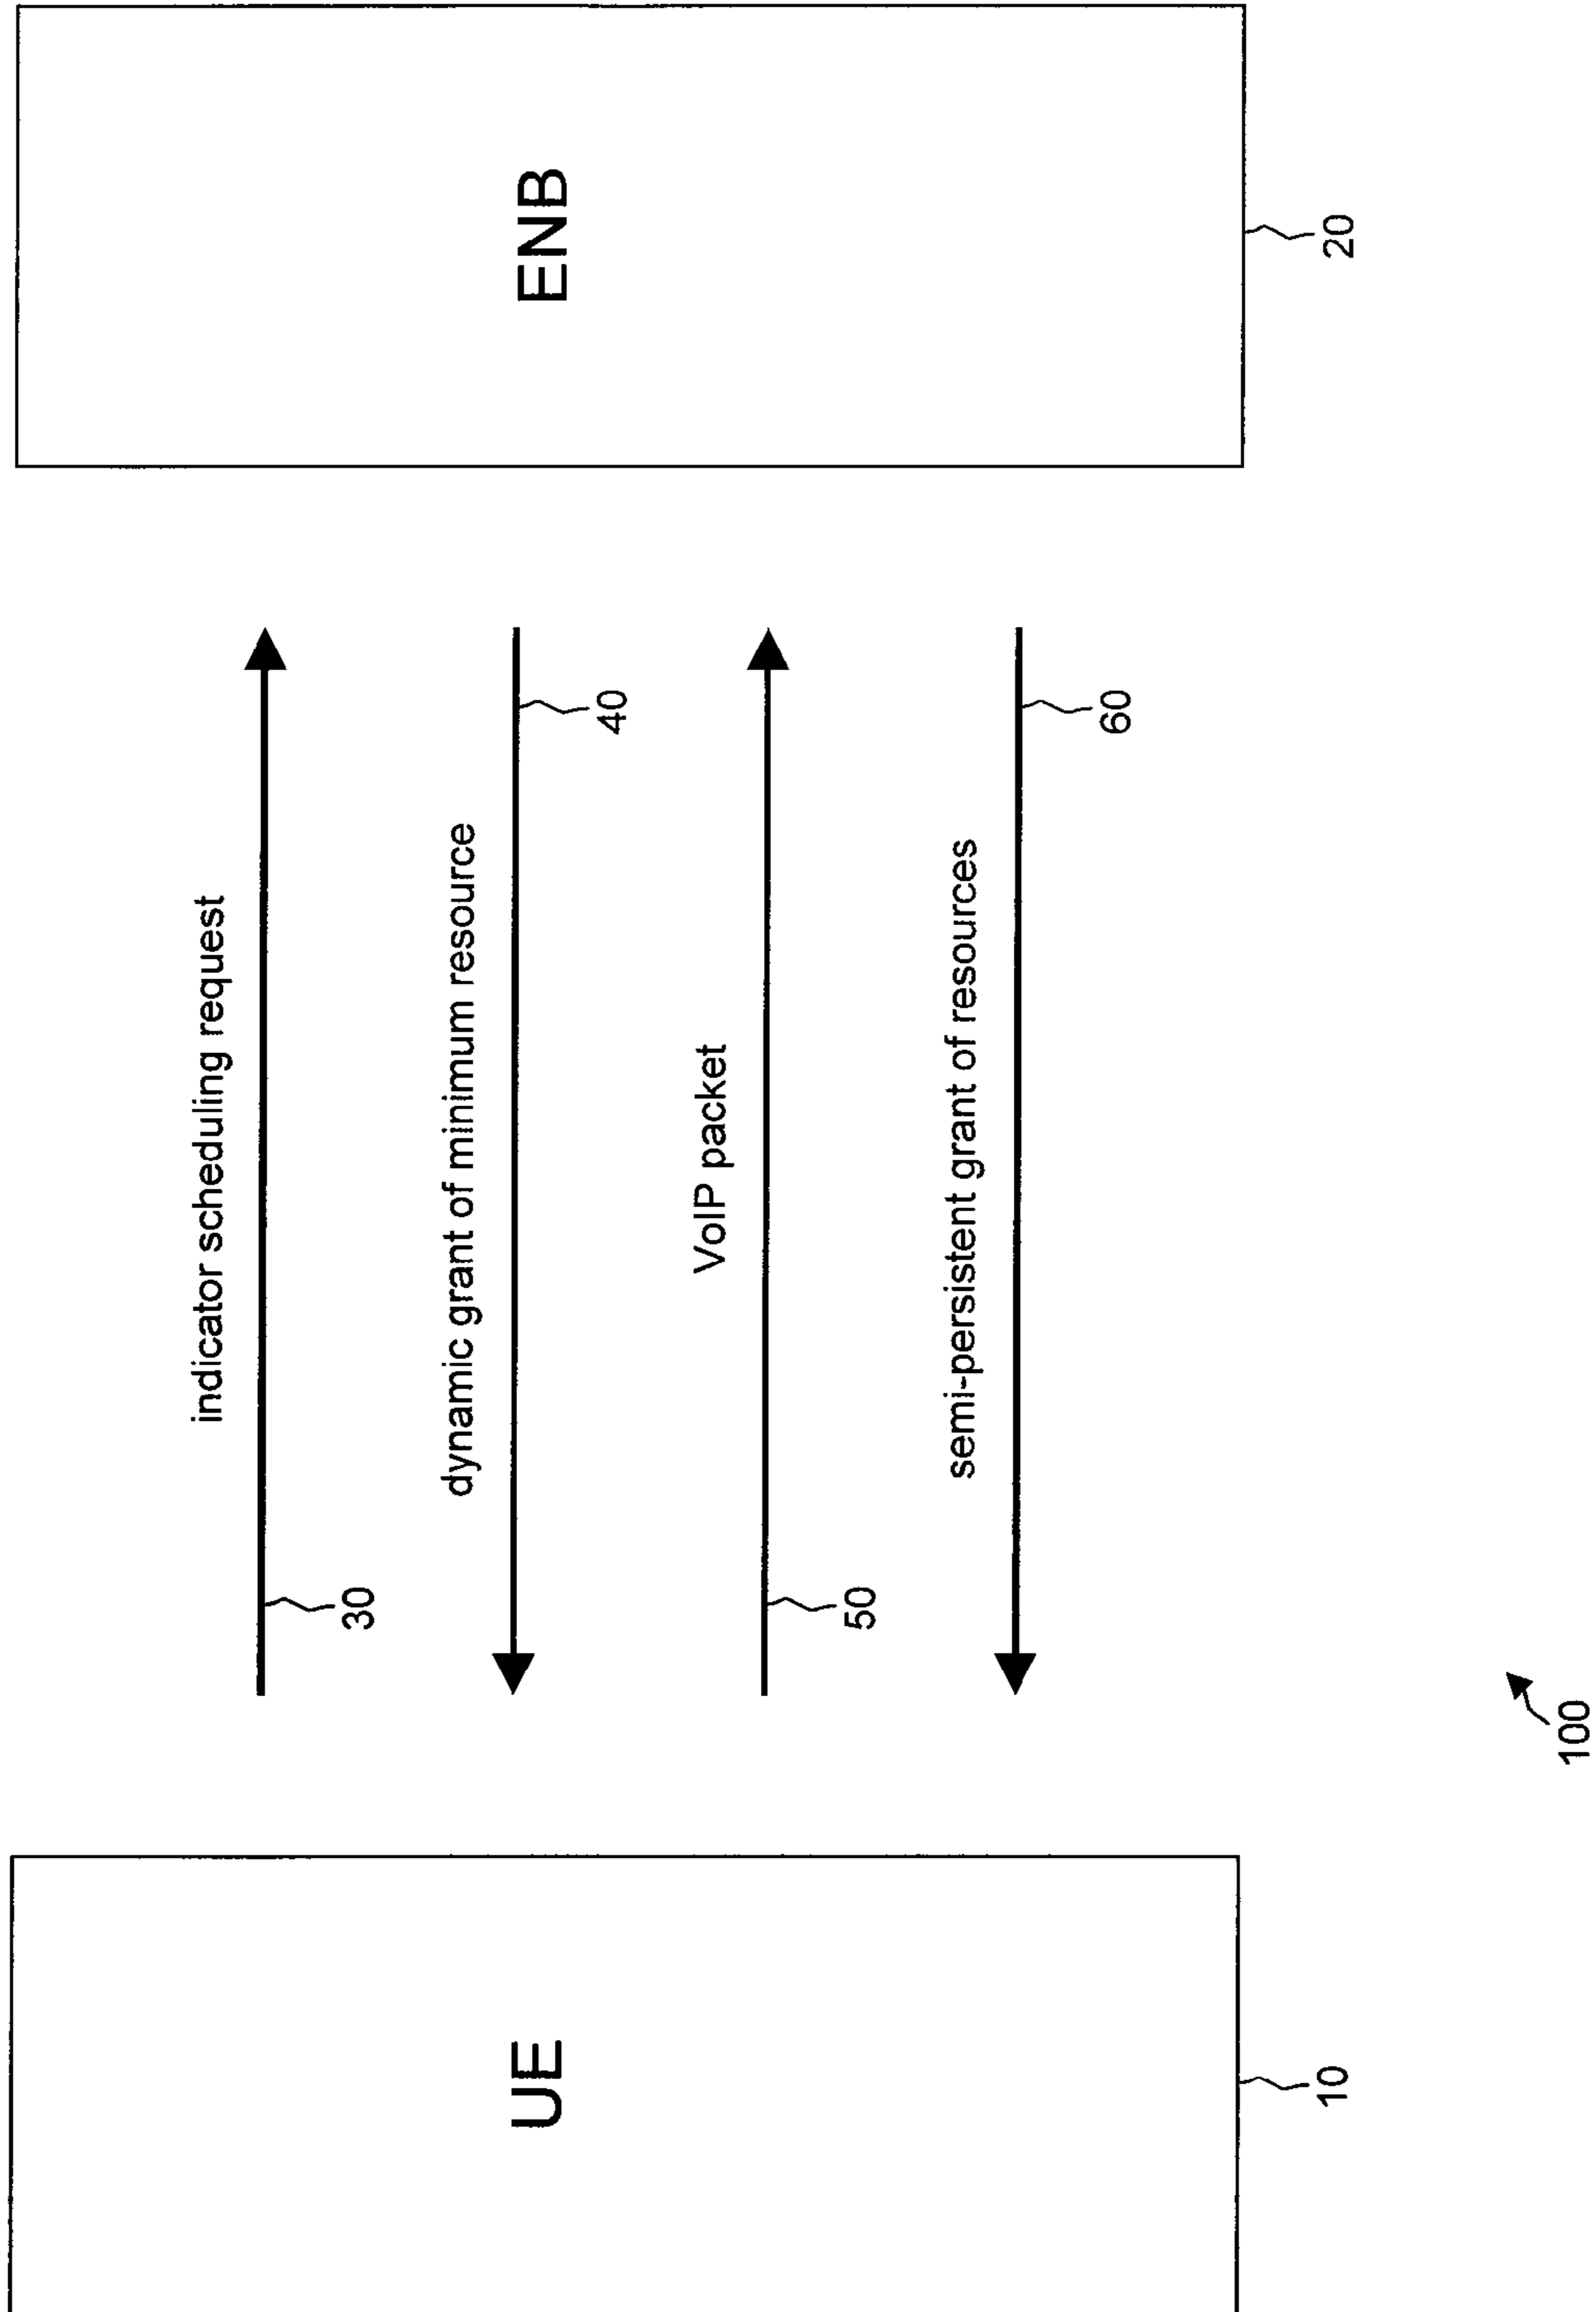 UE
ENB
indicator scheduling request
30
dynamic grant of minimum resource
40
VoIP packet
50
semi-persistent grant of resources
60
10
20
100